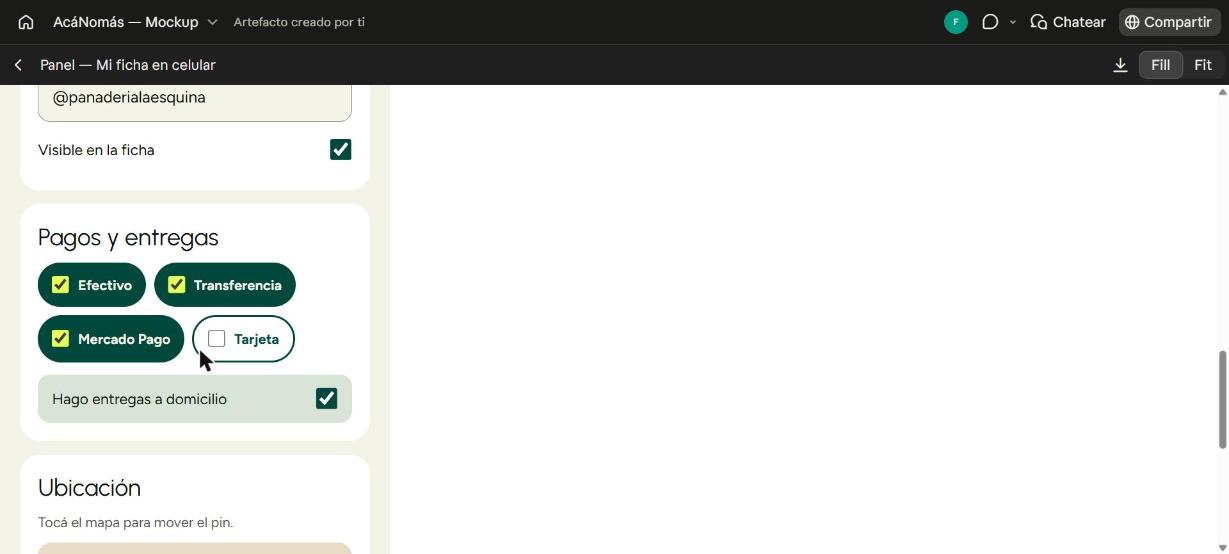 AcáNomás — Mockup
Artefacto creado por ti
F
Chatear
Compartir
Panel — Mi ficha en celular
Fill
Fit
@panaderialaesquina
Visible en la ficha
Pagos y entregas
Efectivo
Transferencia
Mercado Pago
Tarjeta
Hago entregas a domicilio
Ubicación
Tocá el mapa para mover el pin.